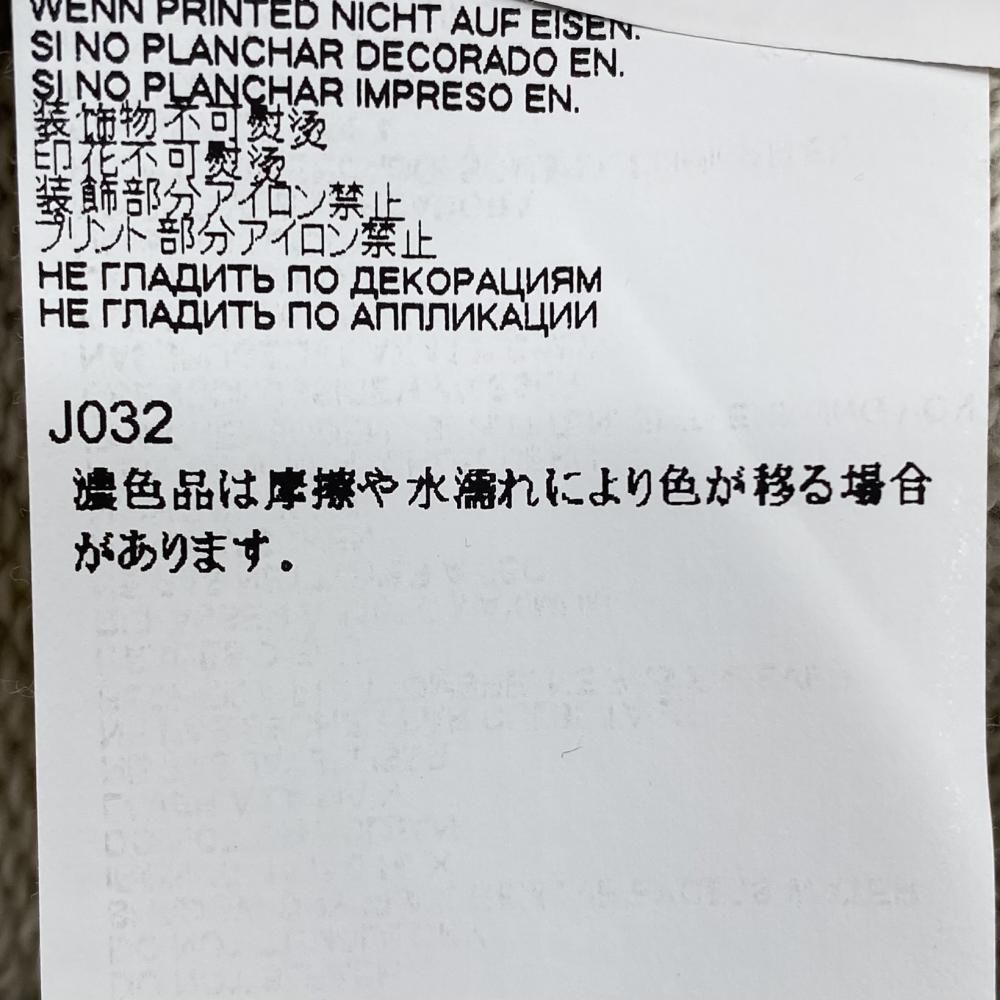 WENN PRINTED NICHT AUF EISEN.
SI NO PLANCHAR DECORADO EN.
SI NO PLANCHAR IMPRESO EN.
装饰物不可熨烫
印花不可熨烫
装飾部分アイロン禁止
プリント部分アイロン禁止
НЕ ГЛАДИТЬ ПО ДЕКОРАЦИЯМ
НЕ ГЛАДИТЬ ПО АППЛИКАЦИИ
J032
濃色品は摩擦や水濡れにより色が移る場合
があります.